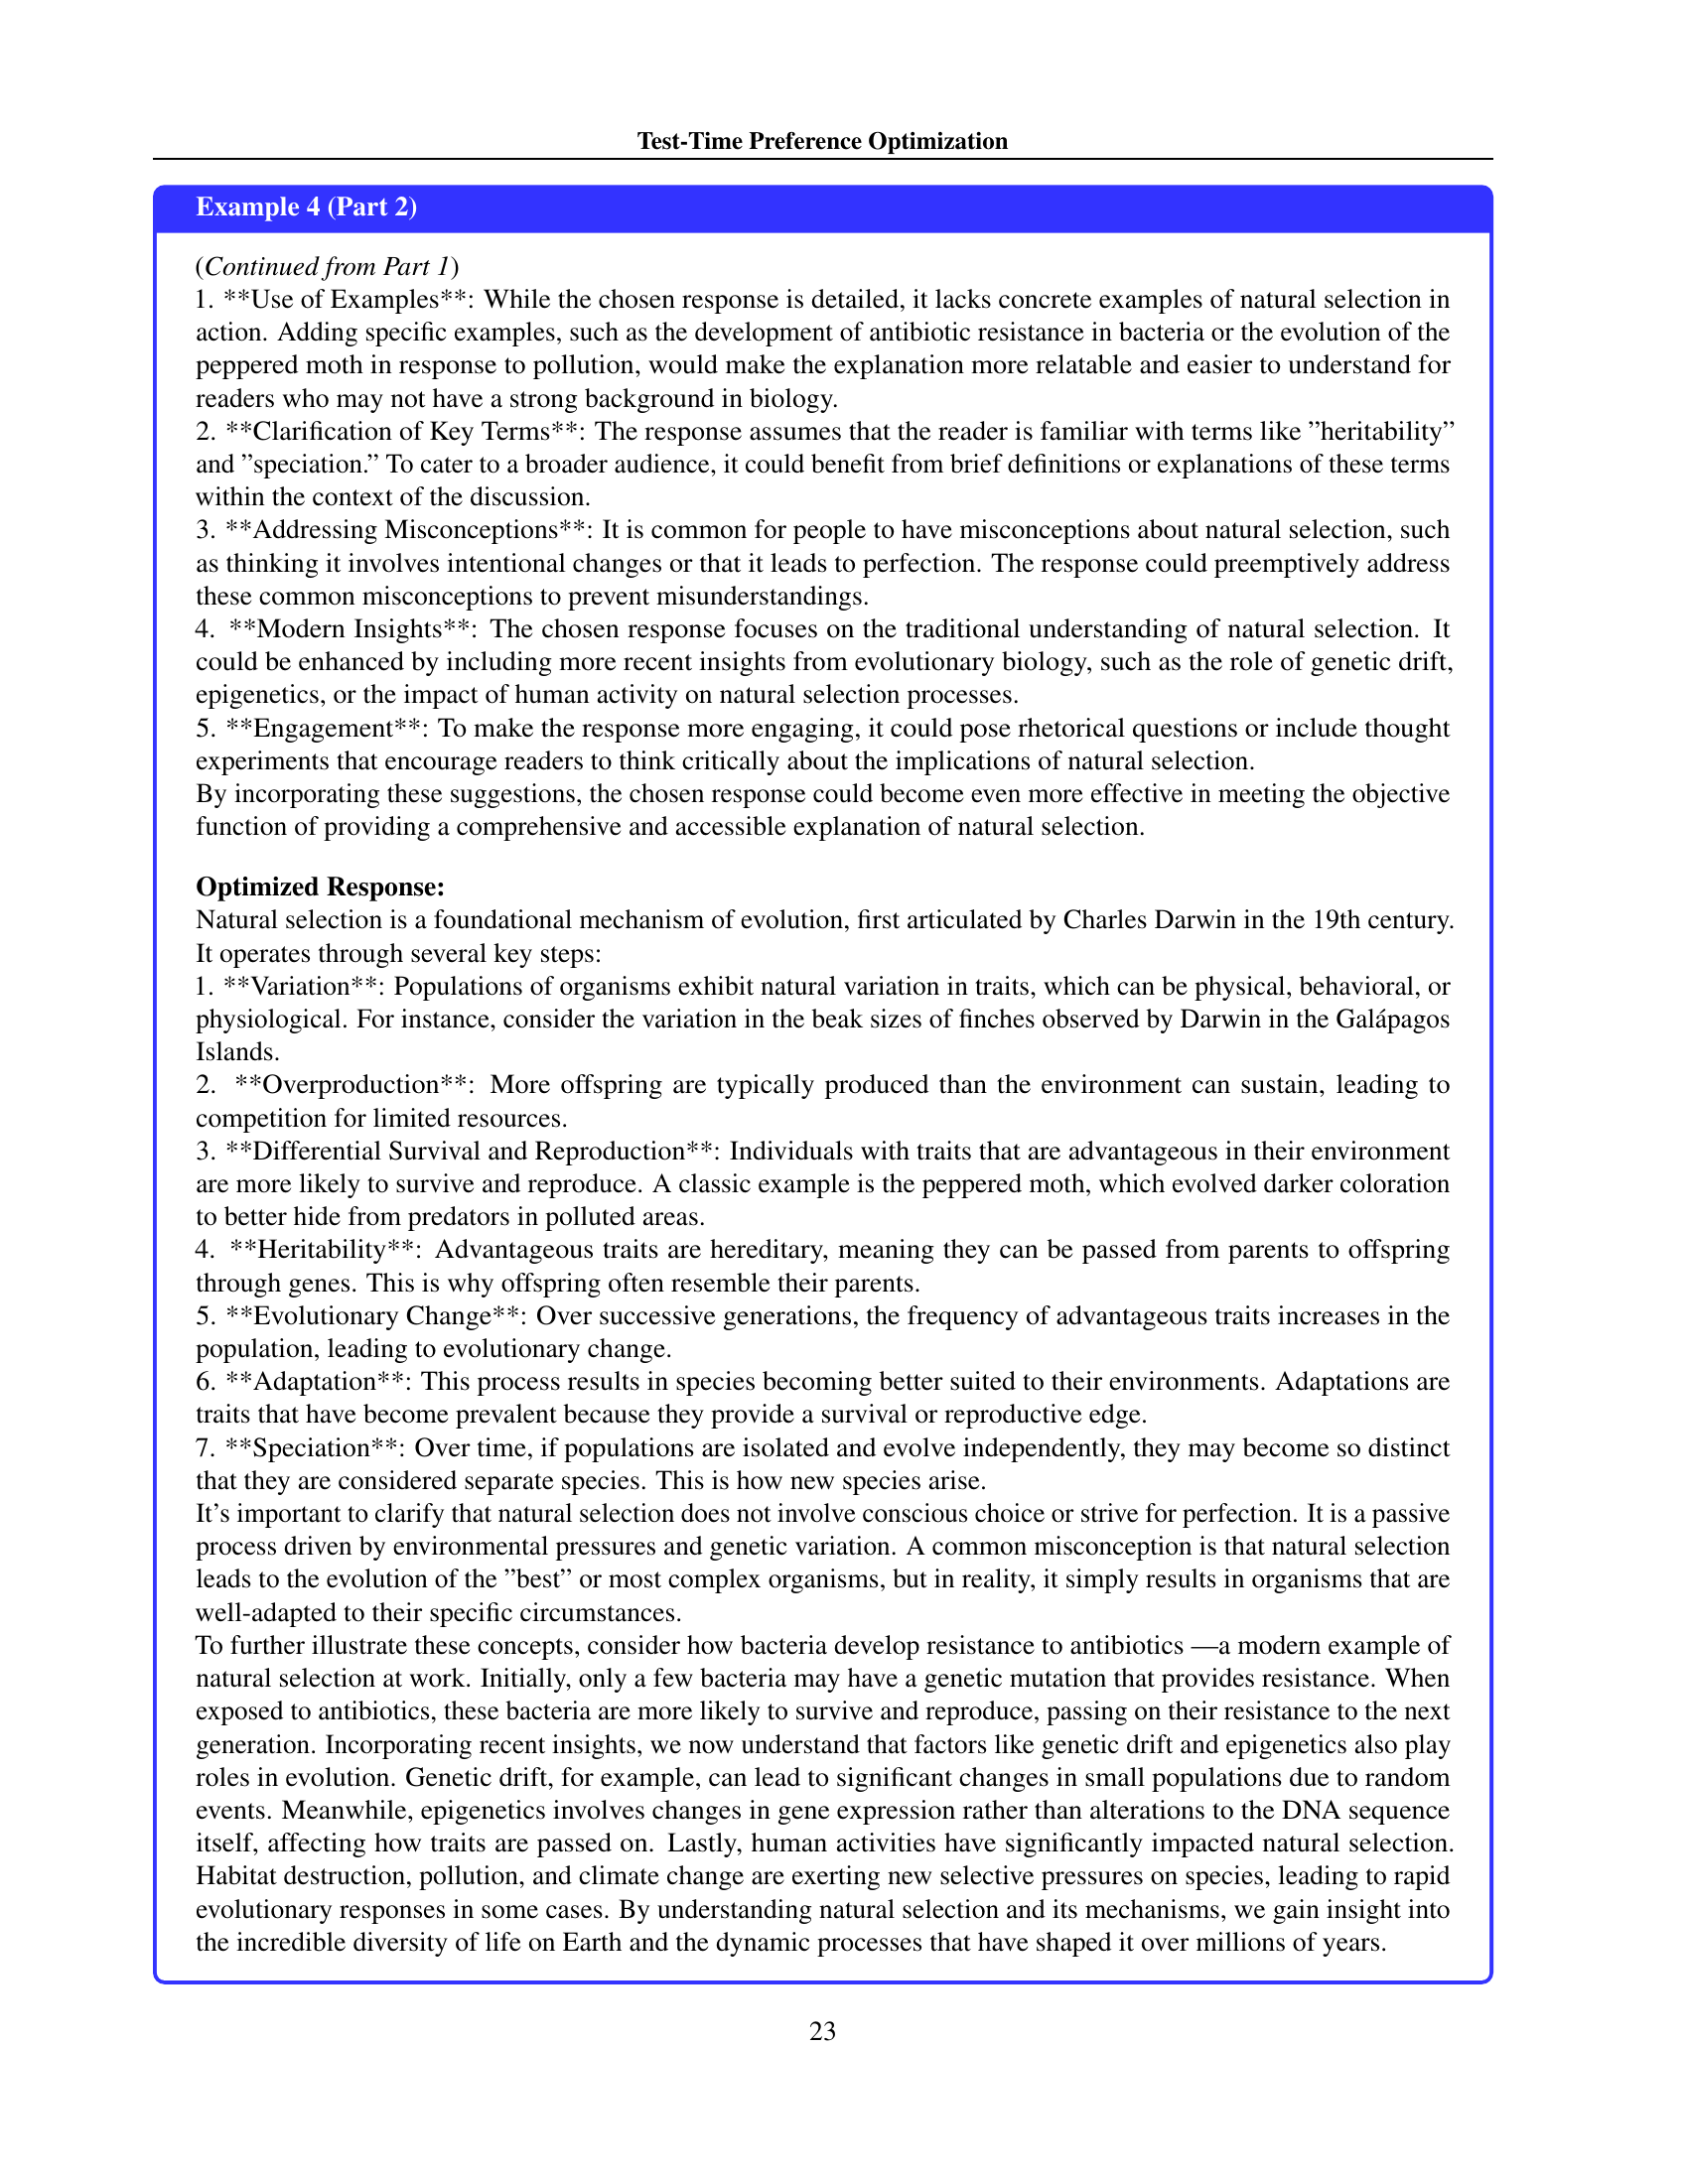 Test-Time Preference Optimization
Example 4 (Part 2)
(Continued from Part 1)
1. **Use of Examples**: While the chosen response is detailed, it lacks concrete examples of natural selection in
action. Adding specific examples, such as the development of antibiotic resistance in bacteria or the evolution of the
peppered moth in response to pollution, would make the explanation more relatable and easier to understand for
readers who may not have a strong background in biology.
2. **Clarification of Key Terms**: The response assumes that the reader is familiar with terms like ”heritability”
and ”speciation.” To cater to a broader audience, it could benefit from brief definitions or explanations of these terms
within the context of the discussion.
3. **Addressing Misconceptions**: It is common for people to have misconceptions about natural selection, such
as thinking it involves intentional changes or that it leads to perfection. The response could preemptively address
these common misconceptions to prevent misunderstandings.
4. **Modern Insights**: The chosen response focuses on the traditional understanding of natural selection. It
could be enhanced by including more recent insights from evolutionary biology, such as the role of genetic drift,
epigenetics, or the impact of human activity on natural selection processes.
5. **Engagement**: To make the response more engaging, it could pose rhetorical questions or include thought
experiments that encourage readers to think critically about the implications of natural selection.
By incorporating these suggestions, the chosen response could become even more effective in meeting the objective
function of providing a comprehensive and accessible explanation of natural selection.
Optimized Response:
Natural selection is a foundational mechanism of evolution, first articulated by Charles Darwin in the 19th century.
It operates through several key steps:
1. **Variation**: Populations of organisms exhibit natural variation in traits, which can be physical, behavioral, or
physiological. For instance, consider the variation in the beak sizes of finches observed by Darwin in the Galápagos
Islands.
2. **Overproduction**: More offspring are typically produced than the environment can sustain, leading to
competition for limited resources.
3. **Differential Survival and Reproduction**: Individuals with traits that are advantageous in their environment
are more likely to survive and reproduce. A classic example is the peppered moth, which evolved darker coloration
to better hide from predators in polluted areas.
4. **Heritability**: Advantageous traits are hereditary, meaning they can be passed from parents to offspring
through genes. This is why offspring often resemble their parents.
5. **Evolutionary Change**: Over successive generations, the frequency of advantageous traits increases in the
population, leading to evolutionary change.
6. **Adaptation**: This process results in species becoming better suited to their environments. Adaptations are
traits that have become prevalent because they provide a survival or reproductive edge.
7. **Speciation**: Over time, if populations are isolated and evolve independently, they may become so distinct
that they are considered separate species. This is how new species arise.
It’s important to clarify that natural selection does not involve conscious choice or strive for perfection. It is a passive
process driven by environmental pressures and genetic variation. A common misconception is that natural selection
leads to the evolution of the ”best” or most complex organisms, but in reality, it simply results in organisms that are
well-adapted to their specific circumstances.
To further illustrate these concepts, consider how bacteria develop resistance to antibiotics —a modern example of
natural selection at work. Initially, only a few bacteria may have a genetic mutation that provides resistance. When
exposed to antibiotics, these bacteria are more likely to survive and reproduce, passing on their resistance to the next
generation. Incorporating recent insights, we now understand that factors like genetic drift and epigenetics also play
roles in evolution. Genetic drift, for example, can lead to significant changes in small populations due to random
events. Meanwhile, epigenetics involves changes in gene expression rather than alterations to the DNA sequence
itself, affecting how traits are passed on. Lastly, human activities have significantly impacted natural selection.
Habitat destruction, pollution, and climate change are exerting new selective pressures on species, leading to rapid
evolutionary responses in some cases. By understanding natural selection and its mechanisms, we gain insight into
the incredible diversity of life on Earth and the dynamic processes that have shaped it over millions of years.
23